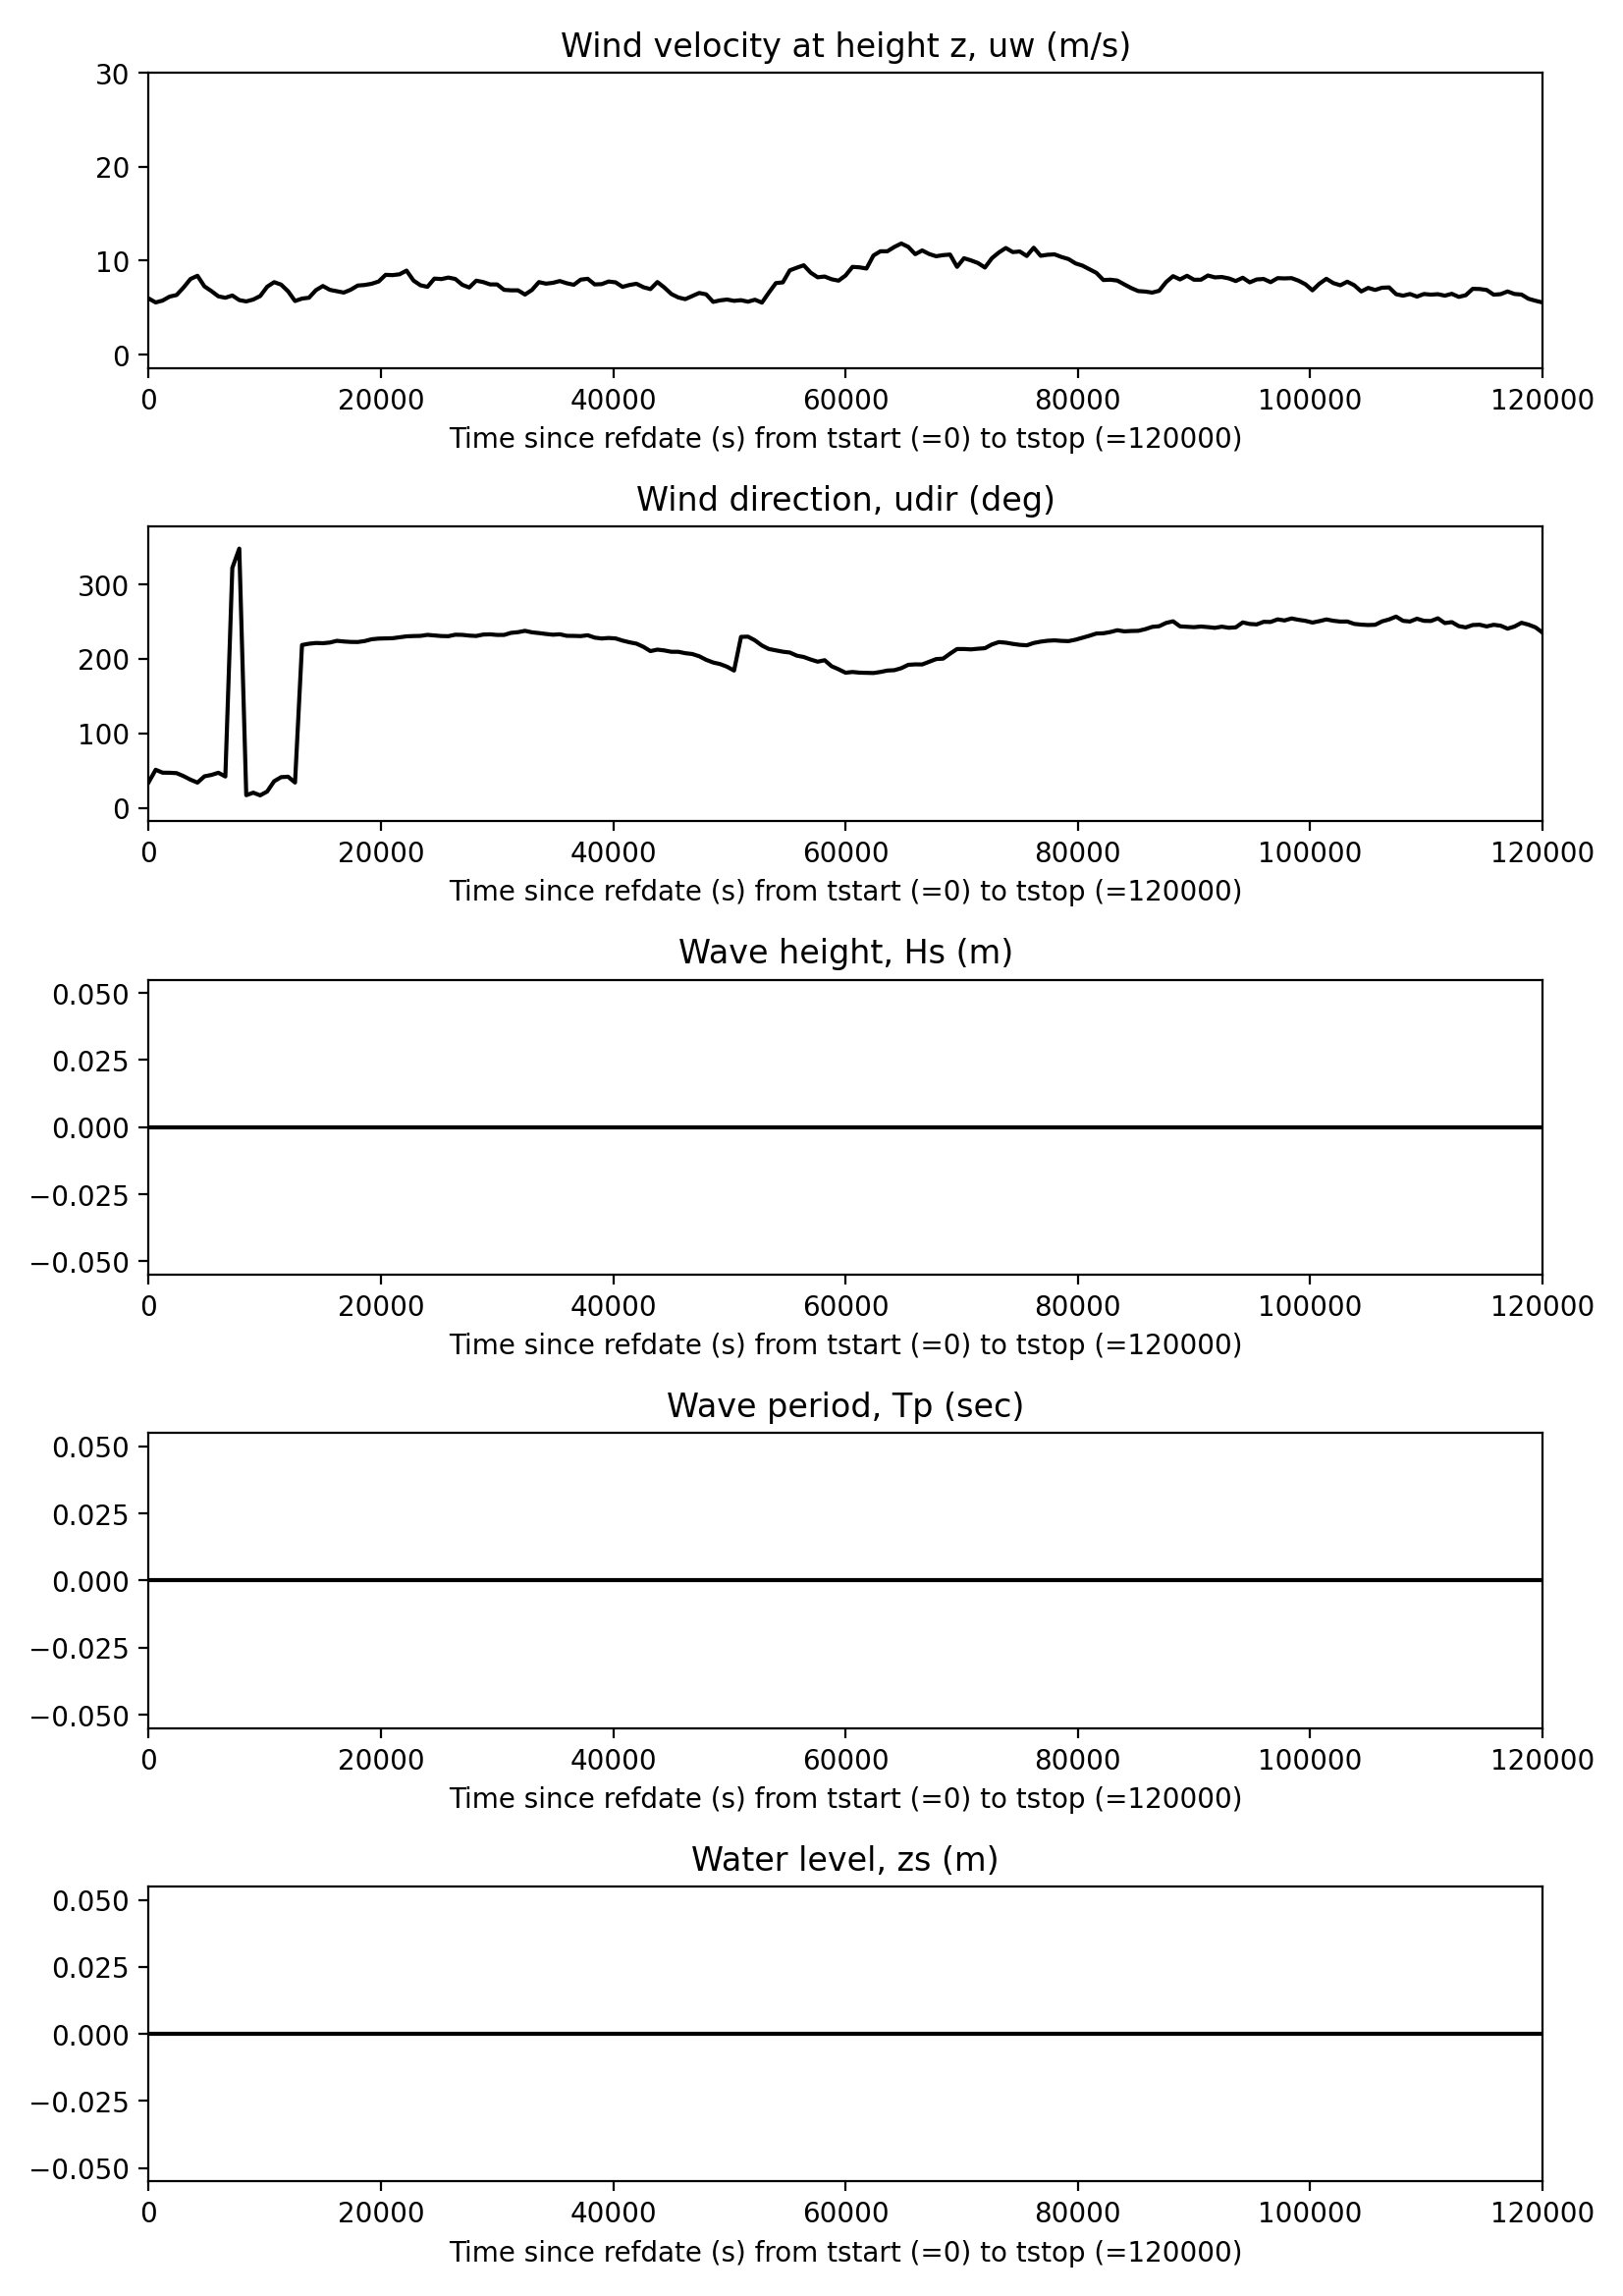 Wind velocity at height z, uw (m/s)
30
20
10
0
0 20000 40000 60000 80000 100000 120000
Time since refdate (s) from tstart (=0) to tstop (=120000)
Wind direction, udir (deg)
300
200
100
0
0 20000 40000 60000 80000 100000 120000
Time since refdate (s) from tstart (=0) to tstop (=120000)
Wave height, Hs (m)
0.050
0.025
0.000
−0.025
−0.050
0 20000 40000 60000 80000 100000 120000
Time since refdate (s) from tstart (=0) to tstop (=120000)
Wave period, Tp (sec)
0.050
0.025
0.000
−0.025
−0.050
0 20000 40000 60000 80000 100000 120000
Time since refdate (s) from tstart (=0) to tstop (=120000)
Water level, zs (m)
0.050
0.025
0.000
−0.025
−0.050
0 20000 40000 60000 80000 100000 120000
Time since refdate (s) from tstart (=0) to tstop (=120000)